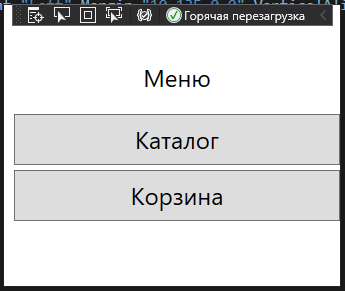 Горячая перезагрузка
Меню
Каталог
Корзина